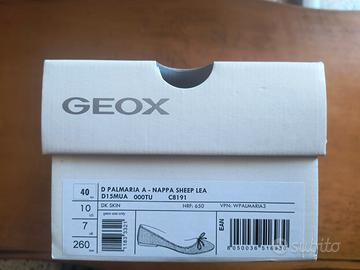 GEOX
40
10
7
260
D PALMARIA A - NAPPA SHEEP LEA
D15MUA 000TU C8191
DK SKIN NRF: 650 VPN: WPALMARIA3
EAN
subito